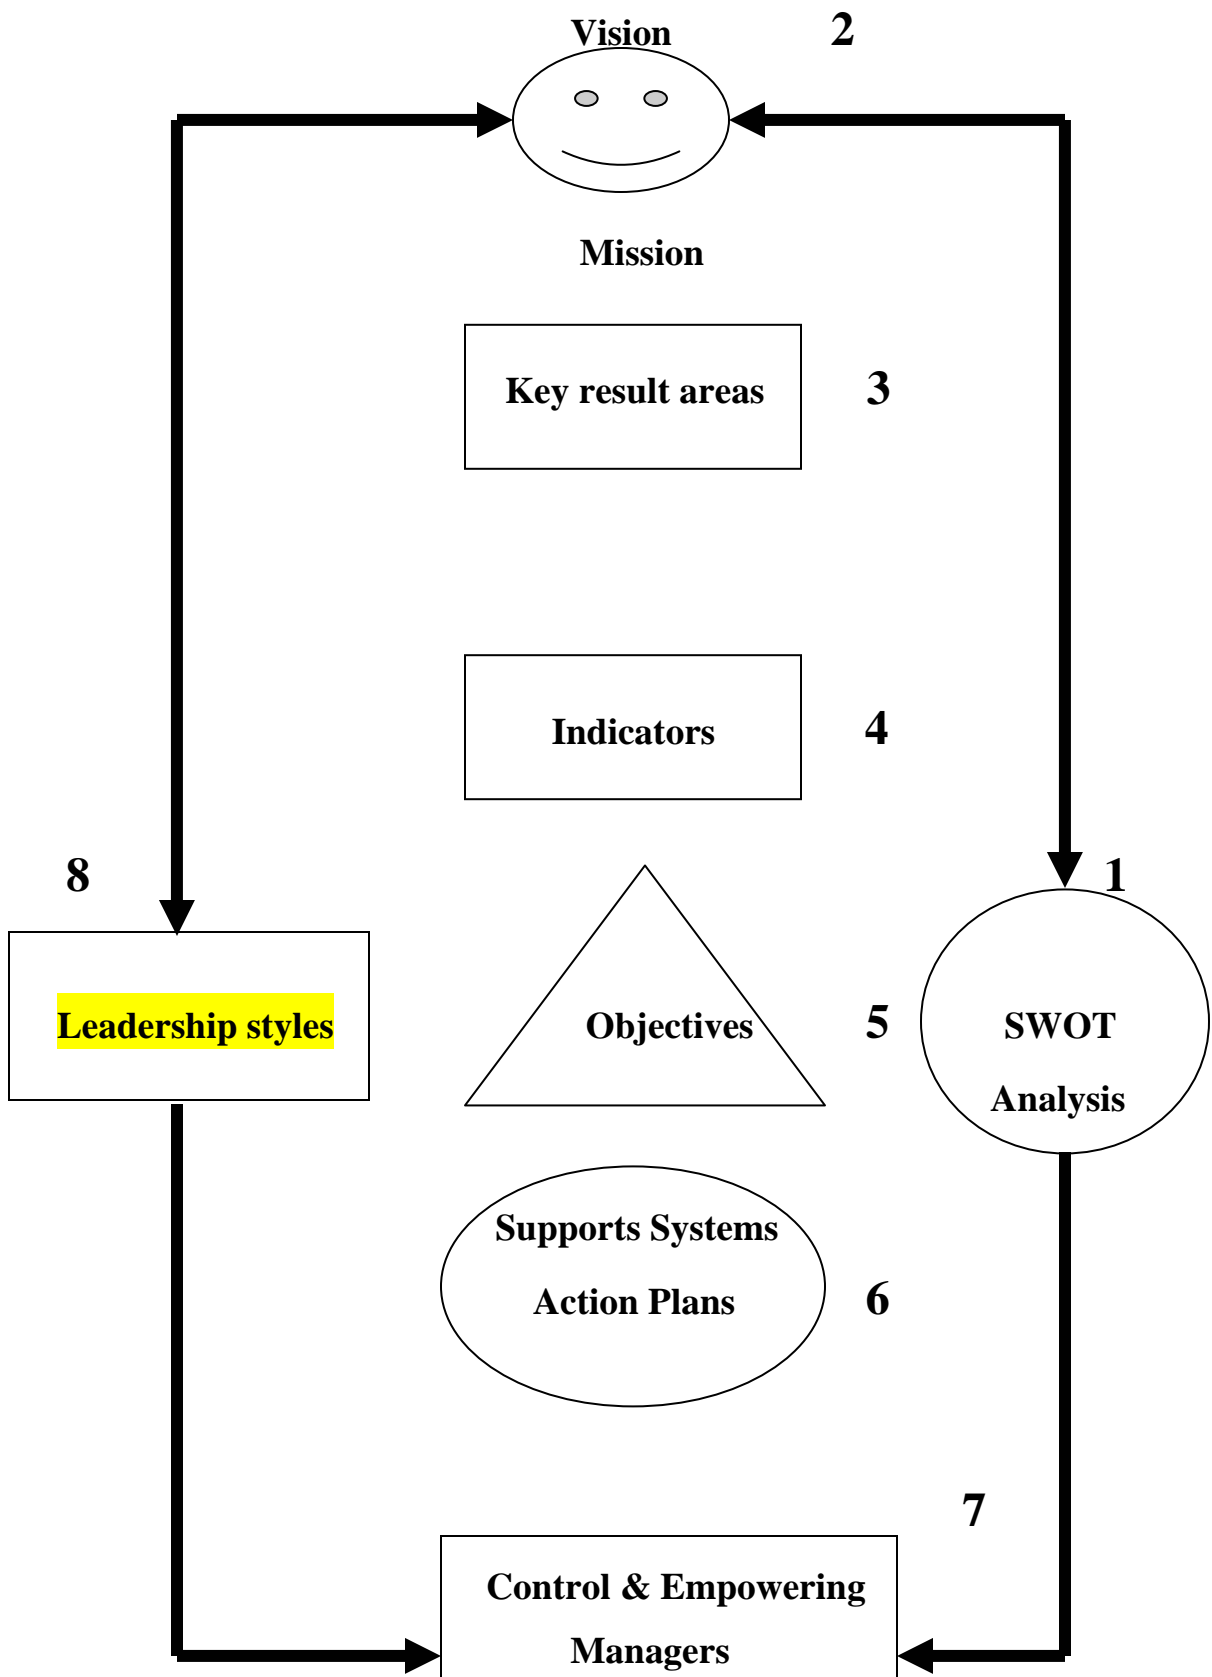 Vision
2
Mission
Key result areas
3
Indicators
4
8
1
Leadership styles
Objectives
5
SWOT
Analysis
Supports Systems
Action Plans
6
7
Control & Empowering
Managers